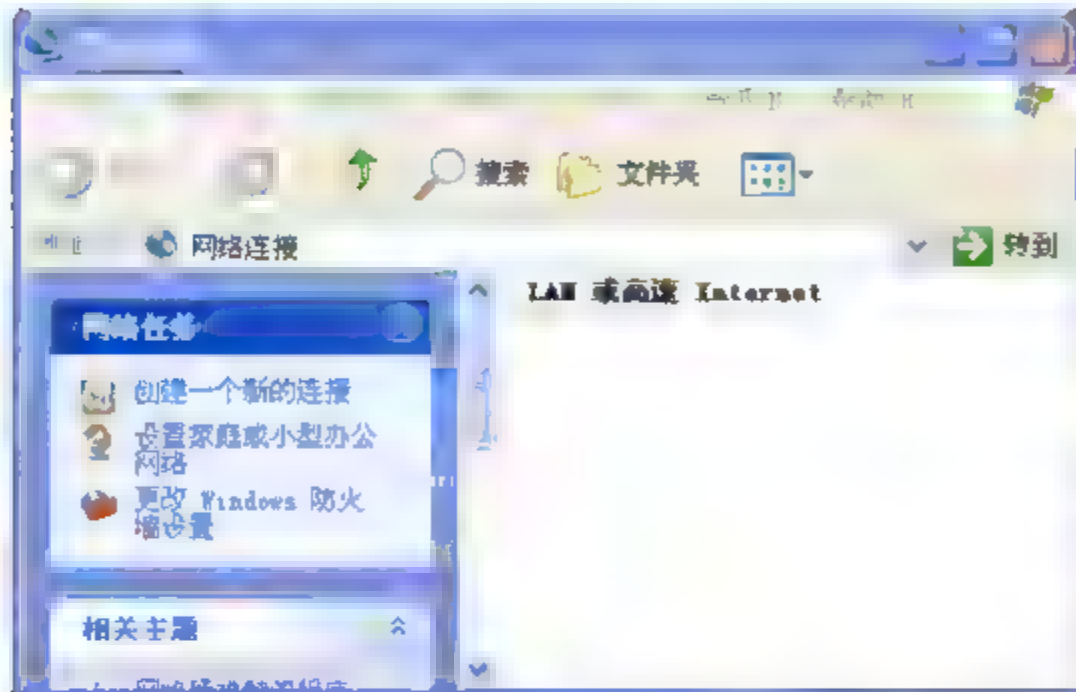 搜索 文件夹
网络连接 转到
LAN 或高速 Internet
网络任务
创建一个新的连接
设置家庭或小型办公
网络
更改 Windows 防火
墙设置
相关主题